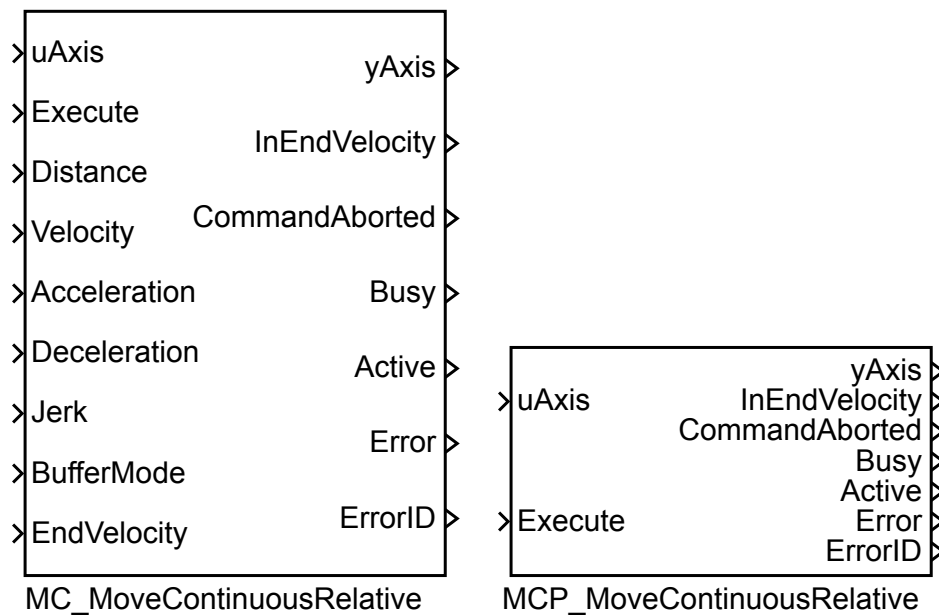 uAxis
Execute
Distance
Velocity
Acceleration
Deceleration
Jerk
BufferMode
EndVelocity
yAxis
InEndVelocity
CommandAborted
Busy
Active
Error
ErrorID
MC_MoveContinuousRelative
uAxis
Execute
yAxis
InEndVelocity
CommandAborted
Busy
Active
Error
ErrorID
MCP_MoveContinuousRelative